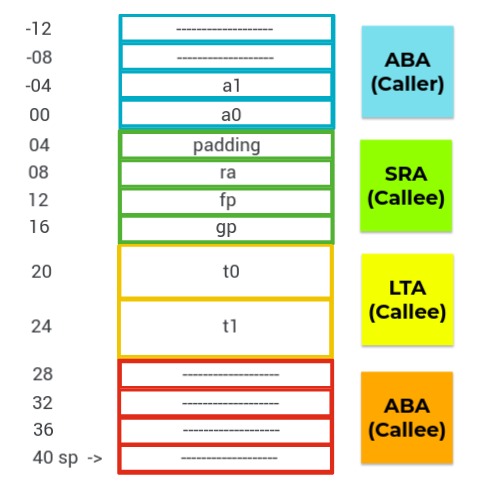 -12 -------------------
-08 -------------------
-04 a1
00 a0
ABA
(Caller)
04 padding
08 ra
12 fp
16 gp
SRA
(Callee)
20 t0
24 t1
LTA
(Callee)
28 -------------------
32 -------------------
36 -------------------
40 sp -> -------------------
ABA
(Callee)